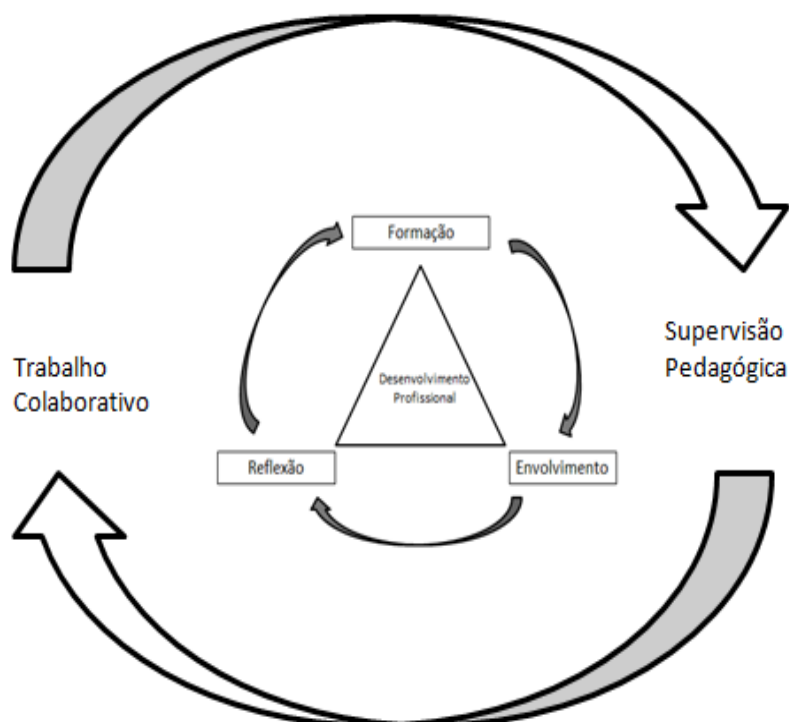 Formação
Supervisão
Pedagógica
Trabalho
Colaborativo
Desenvolvimento
Profissional
Reflexão
Envolvimento